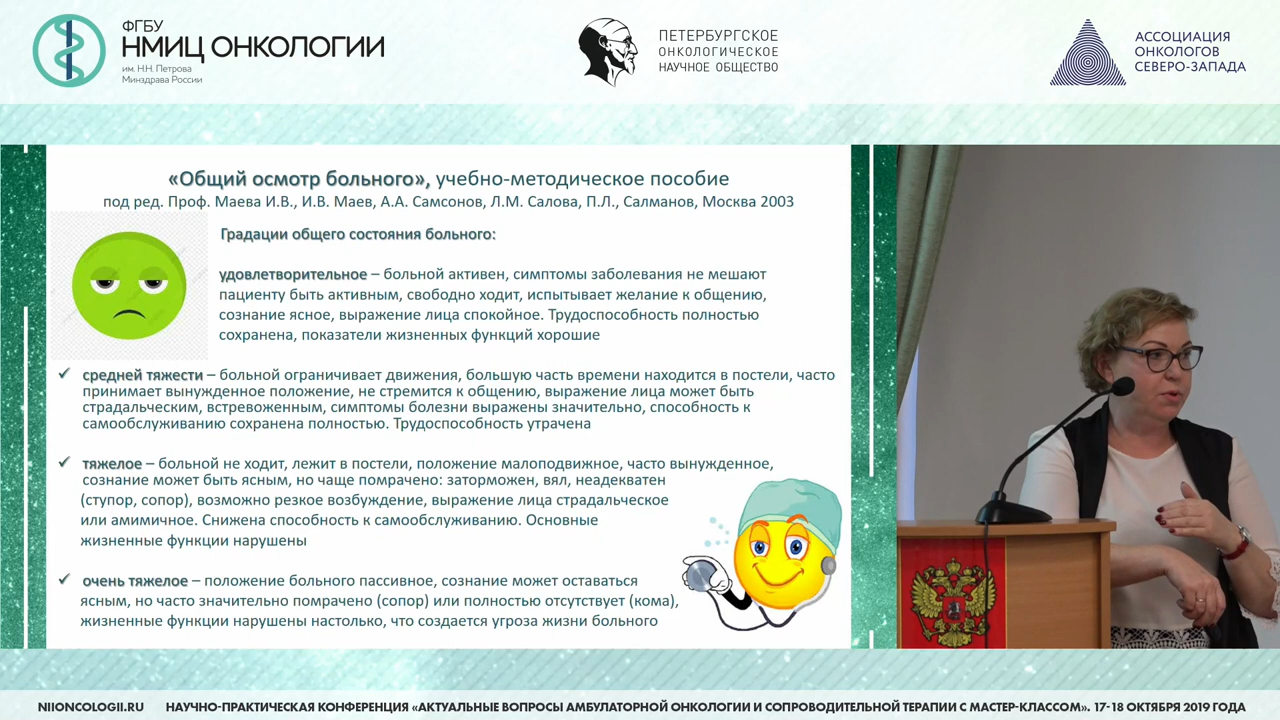 ФГБУ
НМИЦ ОНКОЛОГИИ
им. Н.Н. Петрова
Минздрава России
ПЕТЕРБУРГСКОЕ
ОНКОЛОГИЧЕСКОЕ
НАУЧНОЕ ОБЩЕСТВО
АССОЦИАЦИЯ
ОНКОЛОГОВ
СЕВЕРО-ЗАПАДА
«Общий осмотр больного», учебно-методическое пособие
под ред. Проф. Маева И.В., И.В. Маев, А.А. Самсонов, Л.М. Салова, П.Л., Салманов, Москва 2003
Градации общего состояния больного:
удовлетворительное – больной активен, симптомы заболевания не мешают
пациенту быть активным, свободно ходит, испытывает желание к общению,
сознание ясное, выражение лица спокойное. Трудоспособность полностью
сохранена, показатели жизненных функций хорошие
✓ средней тяжести – больной ограничивает движения, большую часть времени находится в постели, часто
принимает вынужденное положение, не стремится к общению, выражение лица может быть
страдальческим, встревоженным, симптомы болезни выражены значительно, способность к
самообслуживанию сохранена полностью. Трудоспособность утрачена
✓ тяжелое – больной не ходит, лежит в постели, положение малоподвижное, часто вынужденное,
сознание может быть ясным, но чаще помрачено: заторможен, вял, неадекватен
(ступор, сопор), возможно резкое возбуждение, выражение лица страдальческое
или амимичное. Снижена способность к самообслуживанию. Основные
жизненные функции нарушены
✓ очень тяжелое – положение больного пассивное, сознание может оставаться
ясным, но часто значительно помрачено (сопор) или полностью отсутствует (кома),
жизненные функции нарушены настолько, что создается угроза жизни больного
NIIONCOLOGII.RU НАУЧНО-ПРАКТИЧЕСКАЯ КОНФЕРЕНЦИЯ «АКТУАЛЬНЫЕ ВОПРОСЫ АМБУЛАТОРНОЙ ОНКОЛОГИИ И СОПРОВОДИТЕЛЬНОЙ ТЕРАПИИ С МАСТЕР-КЛАССОМ». 17-18 ОКТЯБРЯ 2019 ГОДА